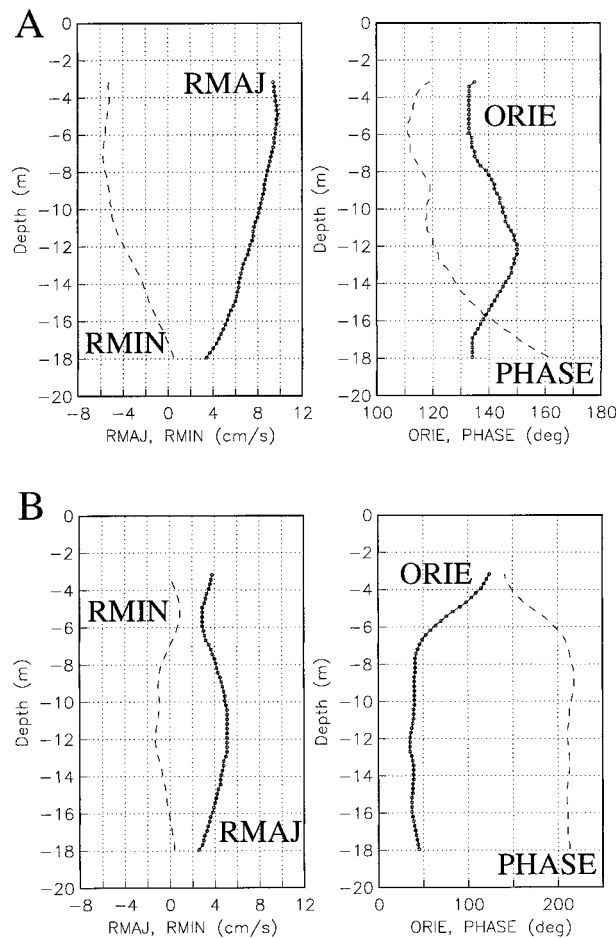 A
RMAJ
RMIN
Depth (m)
0
-2
-4
-6
-8
-10
-12
-14
-16
-18
-20
-8 -4 0 4 8 12
RMAJ, RMIN (cm/s)
ORIE
PHASE
Depth (m)
0
-2
-4
-6
-8
-10
-12
-14
-16
-18
-20
100 120 140 160 180
ORIE, PHASE (deg)
B
RMIN
RMAJ
Depth (m)
0
-2
-4
-6
-8
-10
-12
-14
-16
-18
-20
-8 -4 0 4 8 12
RMAJ, RMIN (cm/s)
ORIE
PHASE
Depth (m)
0
-2
-4
-6
-8
-10
-12
-14
-16
-18
-20
0 100 200
ORIE, PHASE (deg)